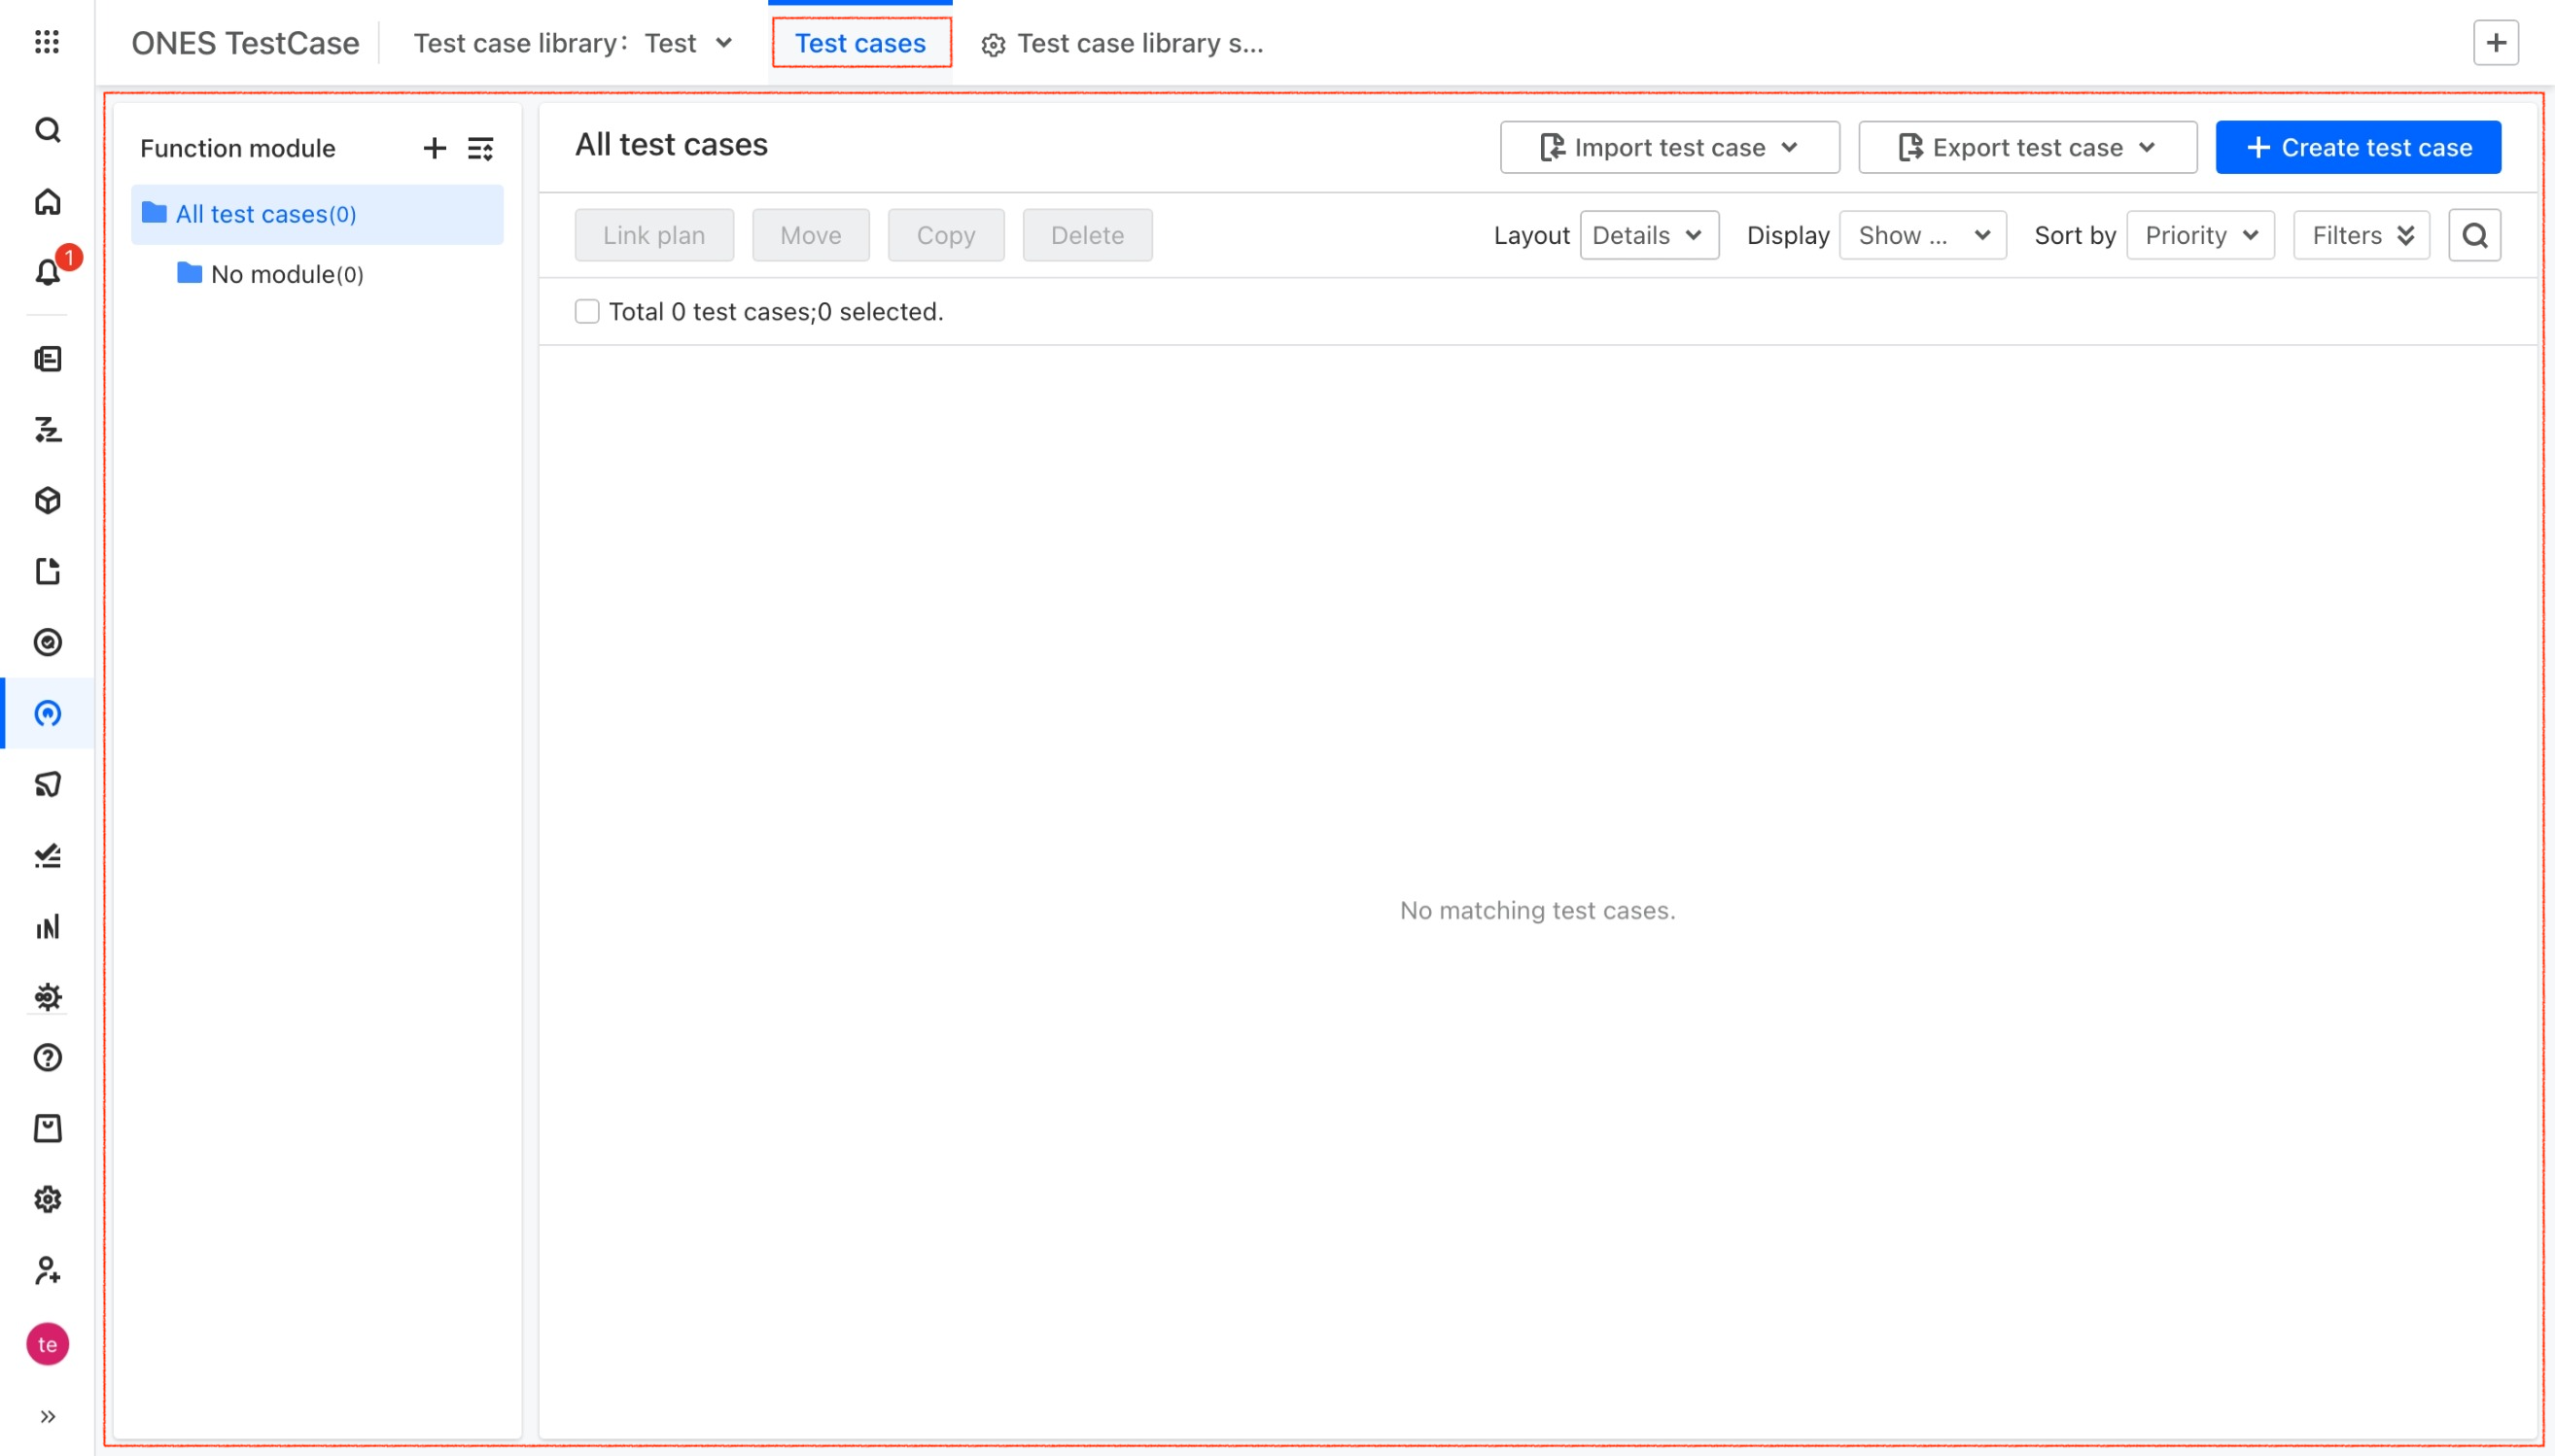 ONES TestCase
Test case library: Test
Test cases
Test case library s...
1
Function module
All test cases(0)
No module(0)
All test cases
Import test case
Export test case
Create test case
Link plan
Move
Copy
Delete
Layout Details
Display Show ...
Sort by Priority
Filters
Total 0 test cases;0 selected.
No matching test cases.
te